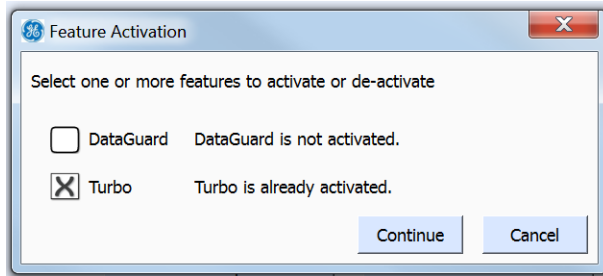 Feature Activation
Select one or more features to activate or de-activate
DataGuard DataGuard is not activated.
Turbo Turbo is already activated.
Continue Cancel